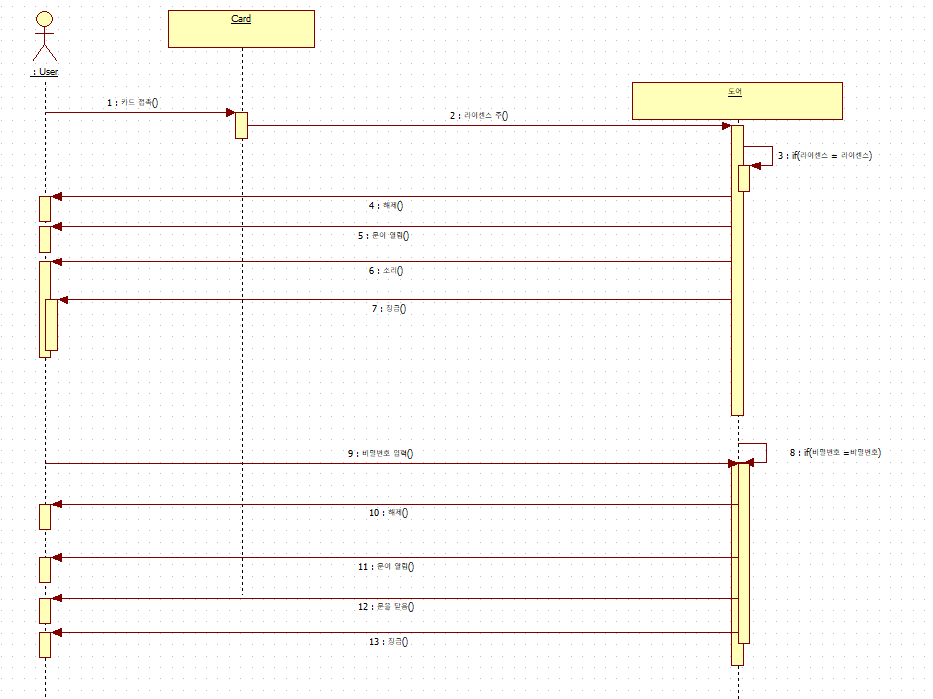 Card
: User
도어
1 : 카드 접촉()
2 : 라이센스 주()
3 : if(라이센스 = 라이센스)
4 : 해제()
5 : 문이 열림()
6 : 소리()
7 : 잠금()
8 : if(비밀번호 =비밀번호)
9 : 비밀번호 입력()
10 : 해제()
11 : 문이 열림()
12 : 문을 닫음()
13 : 잠금()